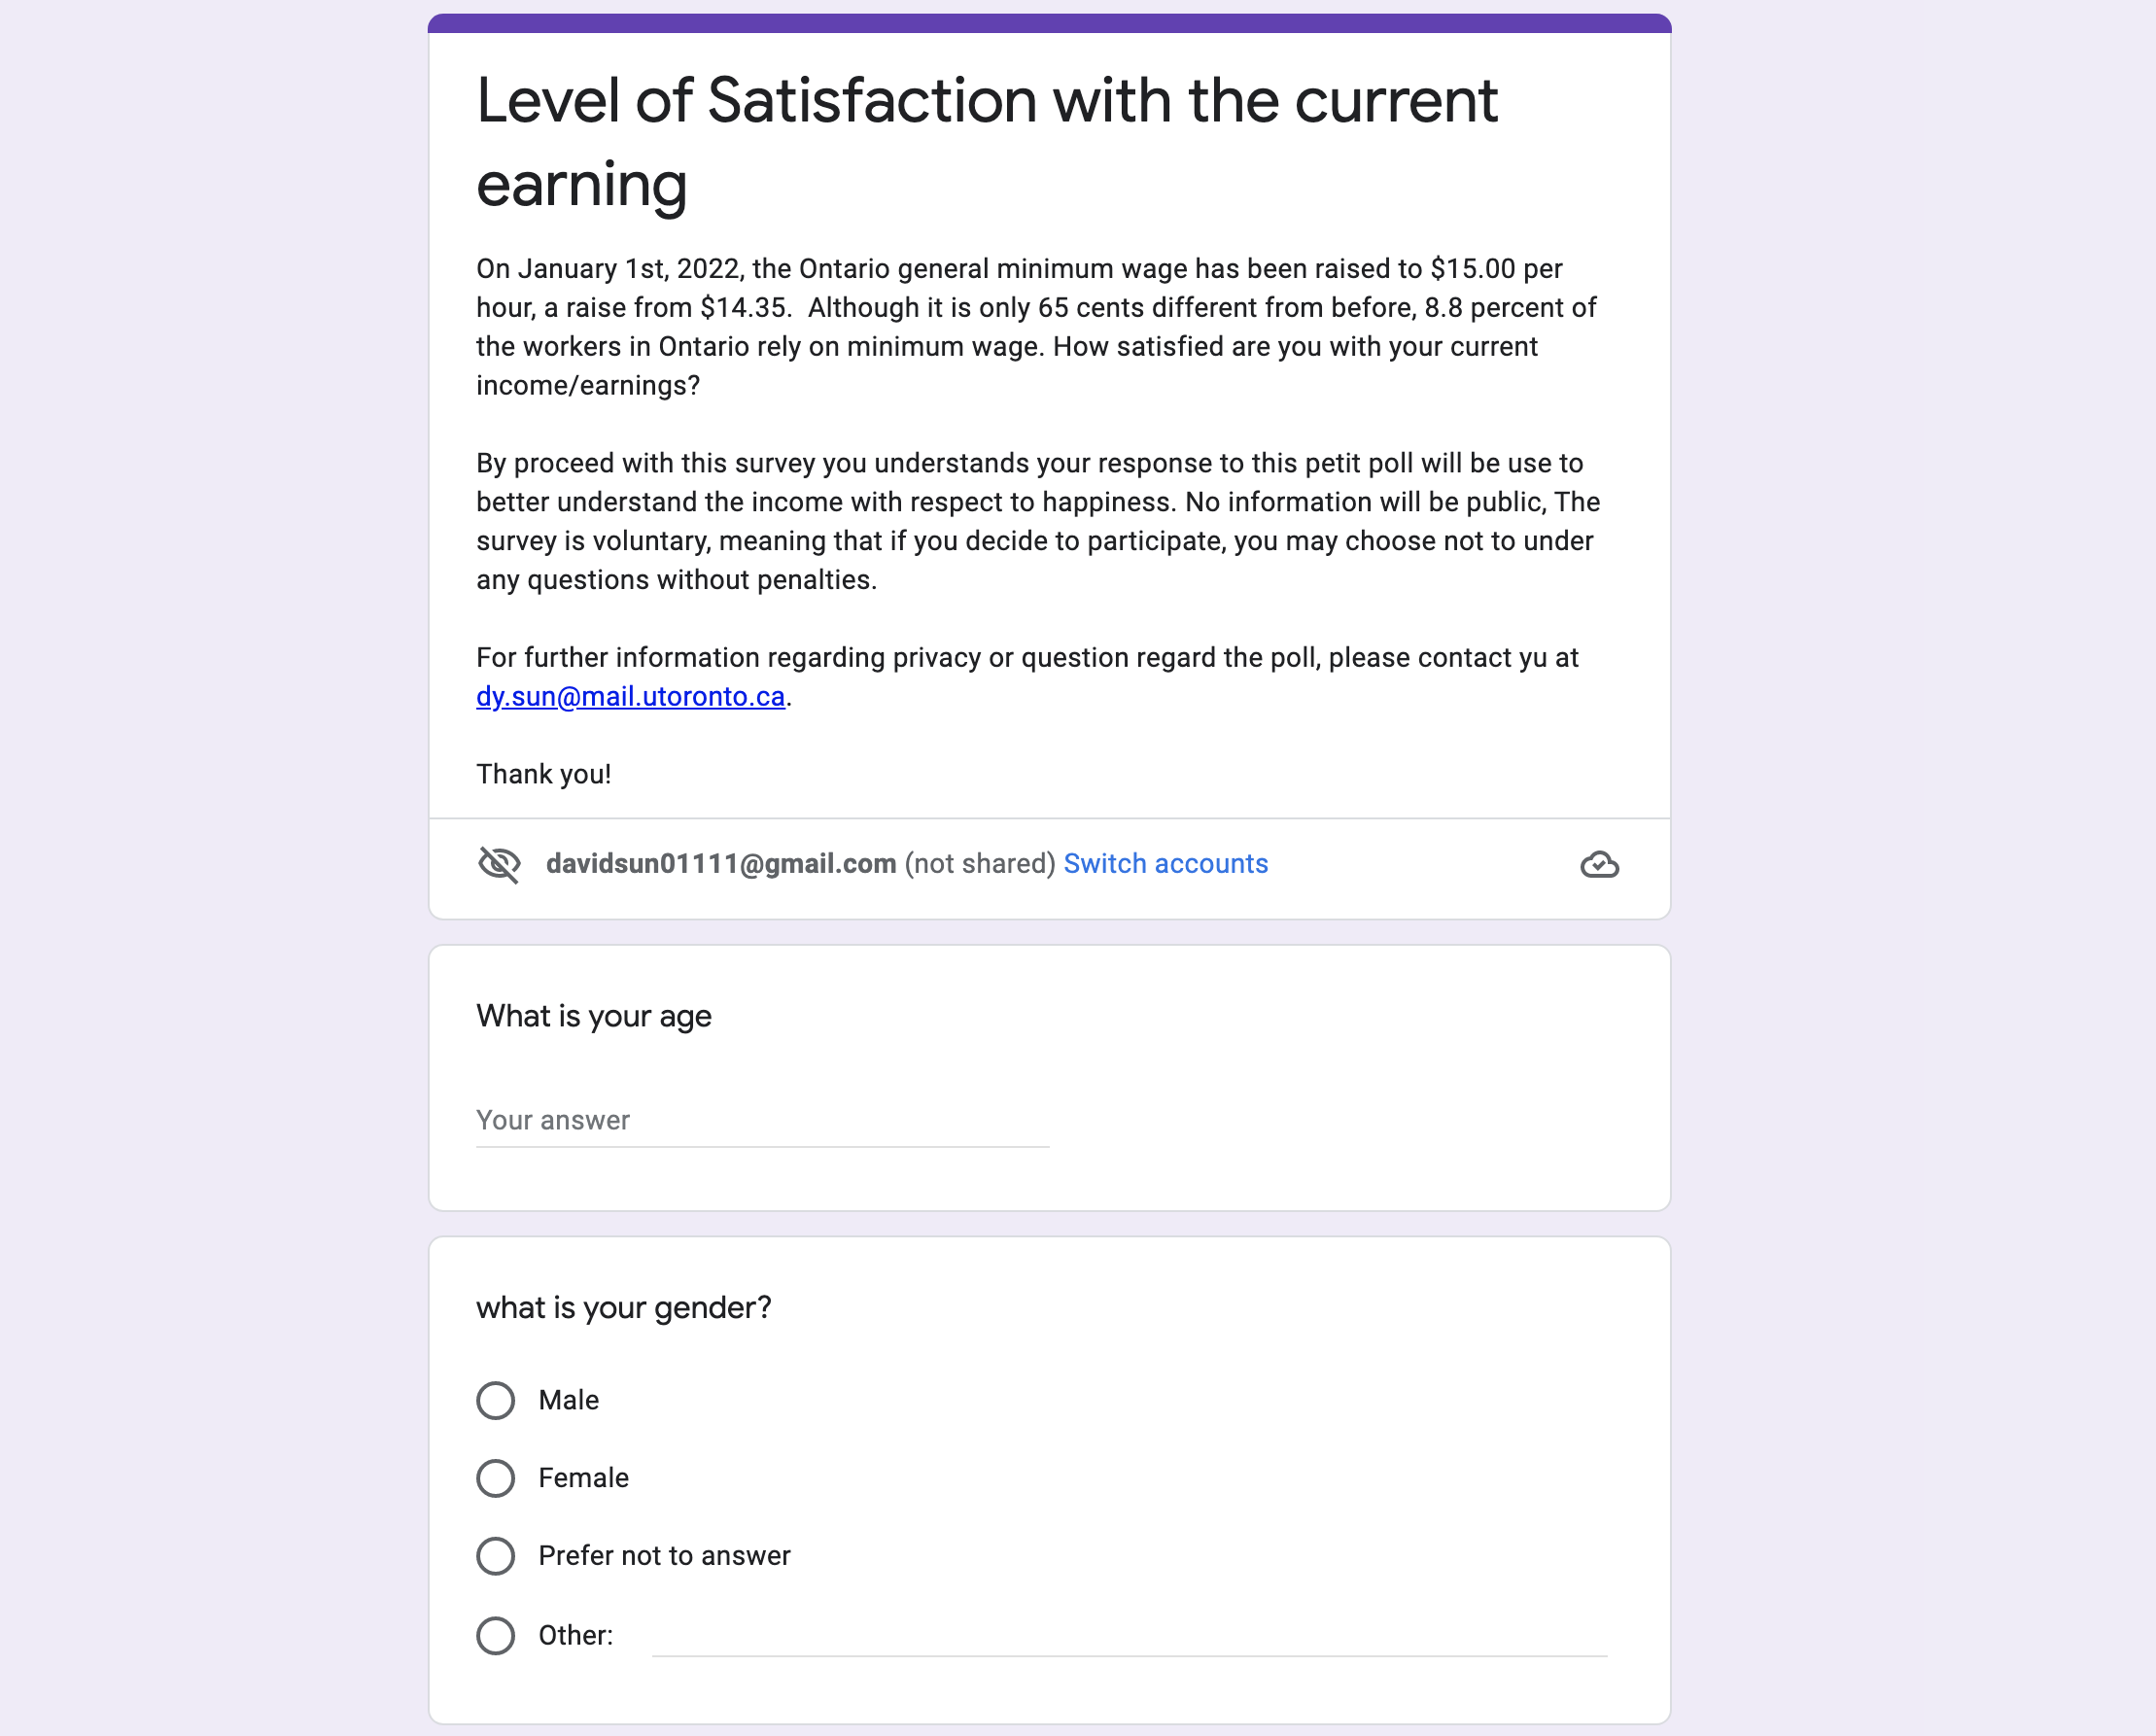 Level of Satisfaction with the current
earning
On January 1st, 2022, the Ontario general minimum wage has been raised to $15.00 per
hour, a raise from $14.35.  Although it is only 65 cents different from before, 8.8 percent of
the workers in Ontario rely on minimum wage. How satisfied are you with your current
income/earnings?
By proceed with this survey you understands your response to this petit poll will be use to
better understand the income with respect to happiness. No information will be public, The
survey is voluntary, meaning that if you decide to participate, you may choose not to under
any questions without penalties.
For further information regarding privacy or question regard the poll, please contact yu at
dy.sun@mail.utoronto.ca.
Thank you!
davidsun01111@gmail.com (not shared) Switch accounts
What is your age
Your answer
what is your gender?
Male
Female
Prefer not to answer
Other: